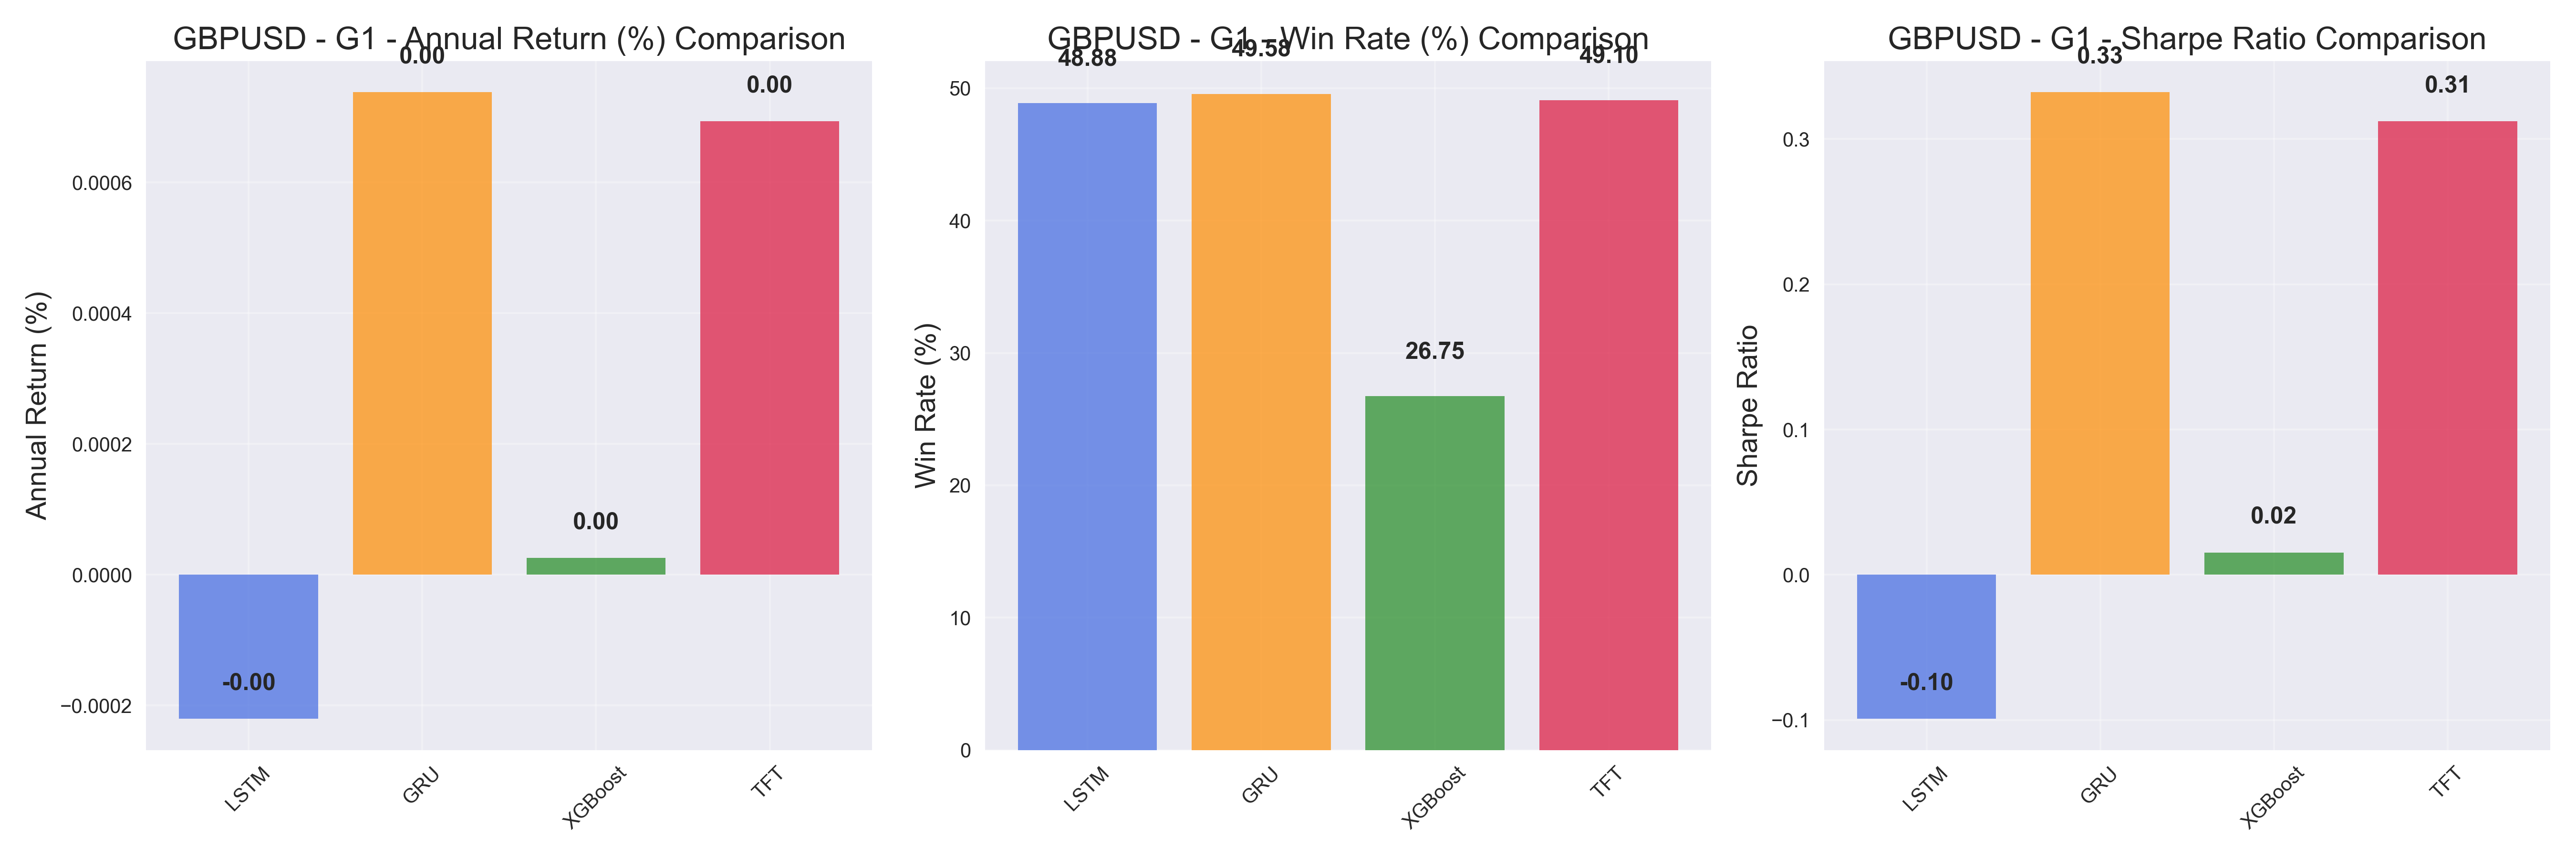 GBPUSD - G1 - Annual Return (%) Comparison
Annual Return (%)
0.0006
0.0004
0.0002
0.0000
−0.0002
-0.00
0.00
0.00
0.00
LSTM
GRU
XGBoost
TFT
GBPUSD - G1 - Win Rate (%) Comparison
Win Rate (%)
50
40
30
20
10
0
48.88
49.58
26.75
49.10
LSTM
GRU
XGBoost
TFT
GBPUSD - G1 - Sharpe Ratio Comparison
Sharpe Ratio
0.3
0.2
0.1
0.0
−0.1
-0.10
0.33
0.02
0.31
LSTM
GRU
XGBoost
TFT